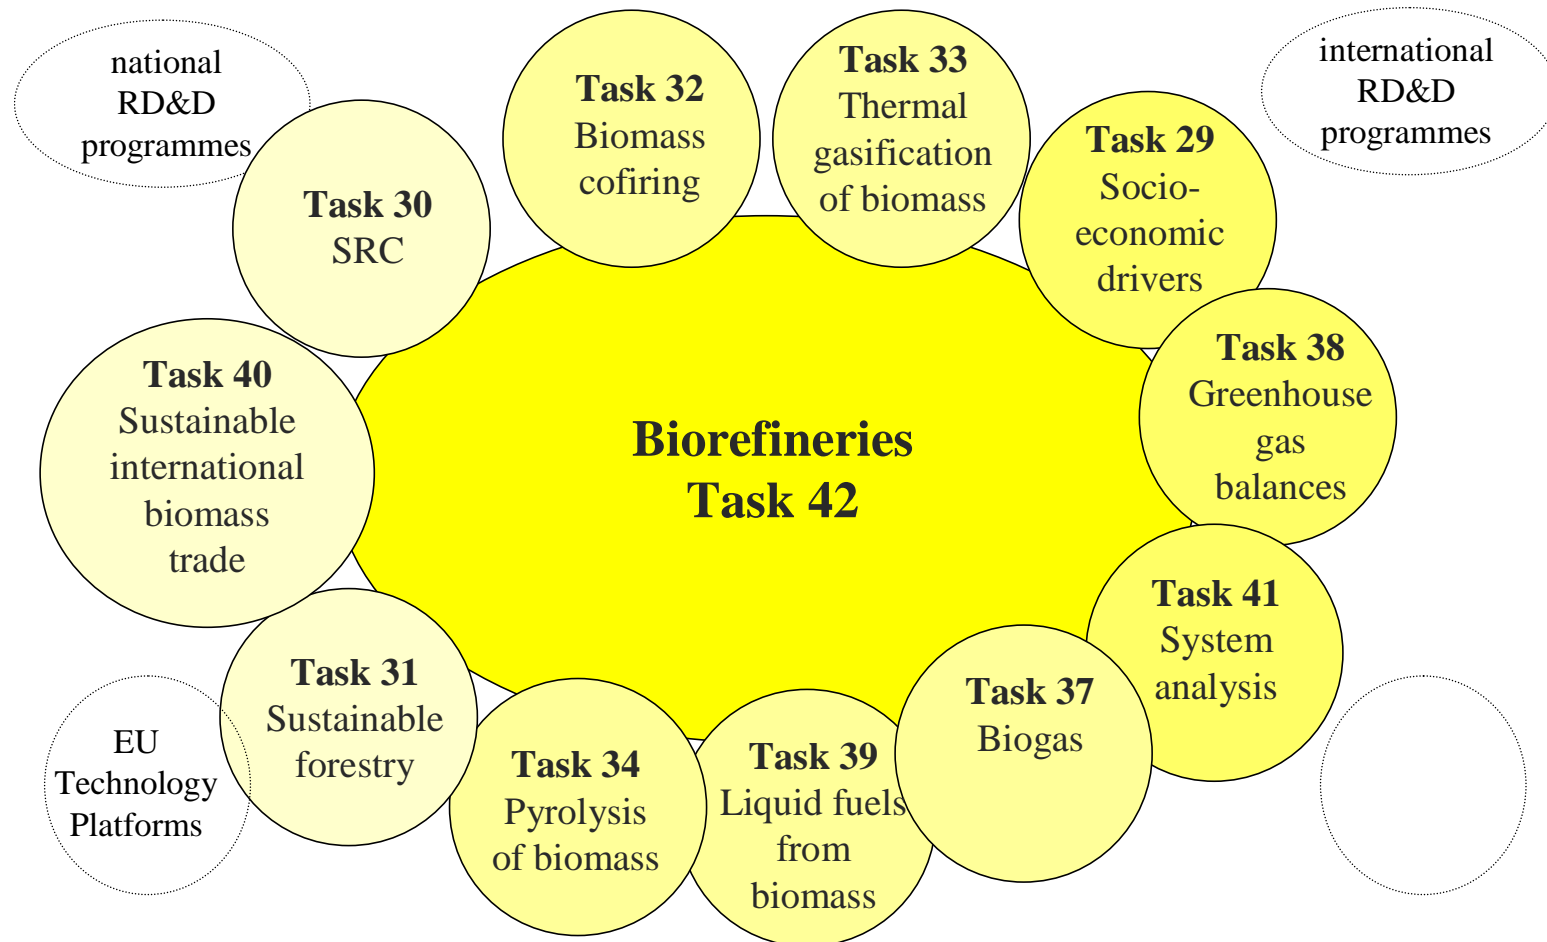 national
RD&D
programmes
Task 32
Biomass
cofiring
Task 33
Thermal
gasification
of biomass
international
RD&D
programmes
Task 29
Socio-
economic
drivers
Task 30
SRC
Task 38
Greenhouse
gas
balances
Task 40
Sustainable
international
biomass
trade
Biorefineries
Task 42
Task 41
System
analysis
Task 31
Sustainable
forestry
Task 37
Biogas
EU
Technology
Platforms
Task 34
Pyrolysis
of biomass
Task 39
Liquid fuels
from
biomass